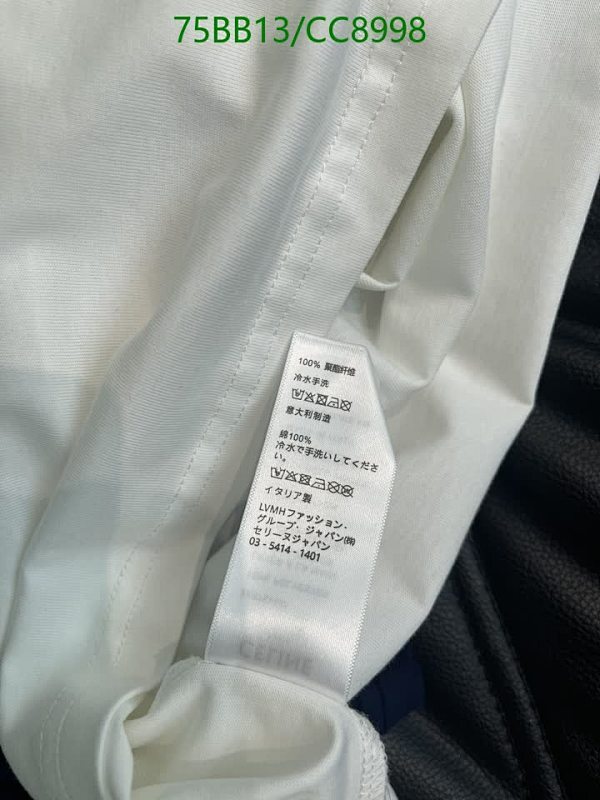 75BB13/CC8998
100% 聚酯纤维
冷水手洗
意大利制造
綿100%
冷水で手洗いしてくださ
い。
イタリア製
LVMHファッション・
グループ・ジャパン㈱
セリーヌジャパン
03 - 5414 - 1401
CELINE